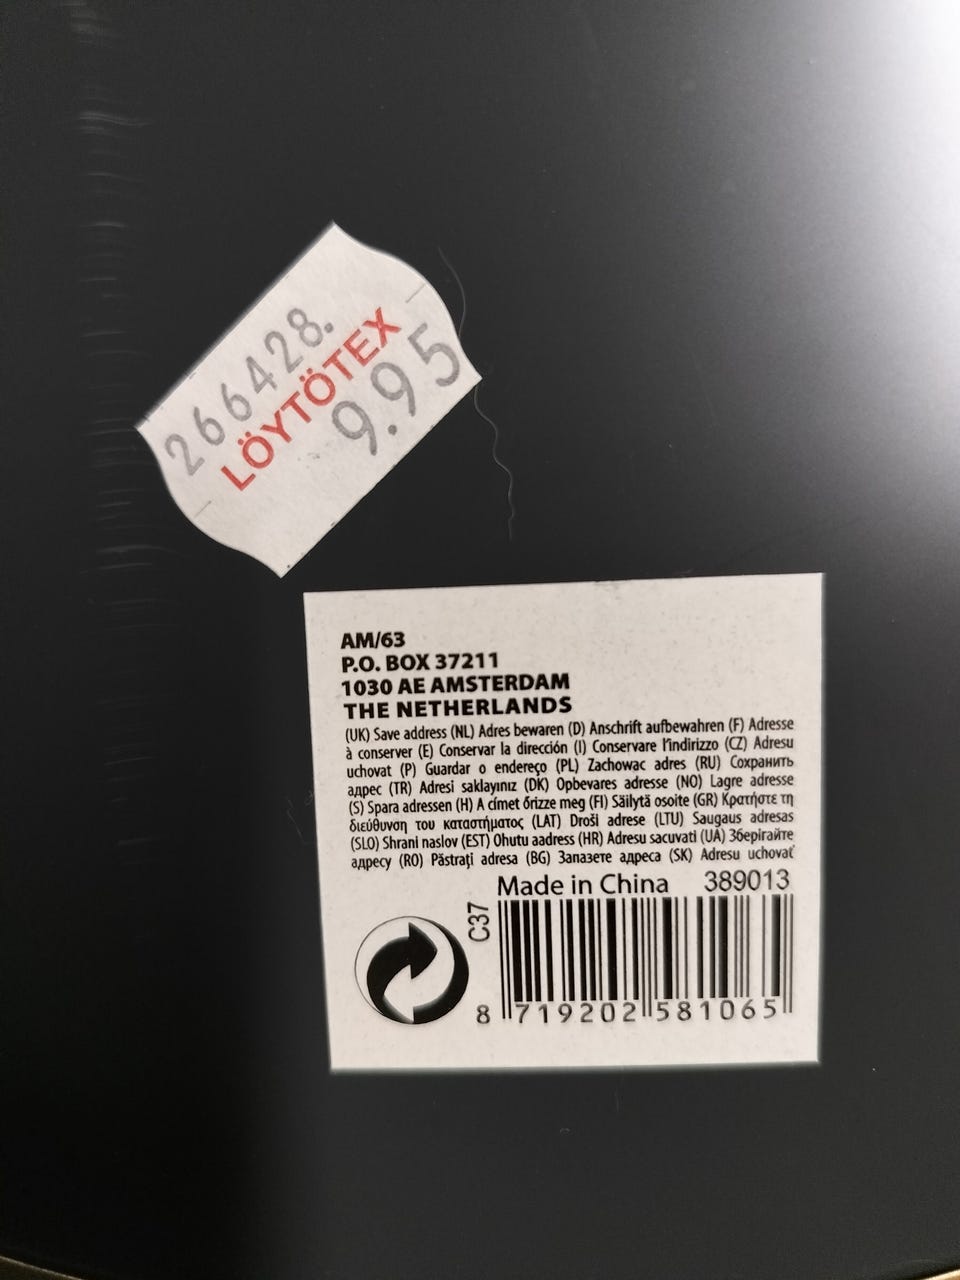 266428.
LÖYTÖTEX
9.95
AM/63
P.O. BOX 37211
1030 AE AMSTERDAM
THE NETHERLANDS
(UK) Save address (NL) Adres bewaren (D) Anschrift aufbewahren (F) Adresse
à conserver (E) Conservar la dirección (I) Conservare l'indirizzo (CZ) Adresu
uchovat (P) Guardar o endereço (PL) Zachowac adres (RU) Сохранить
адрес (TR) Adresi saklayınız (DK) Opbevares adresse (NO) Lagre adresse
(S) Spara adressen (H) A címet őrizze meg (FI) Säilytä osoite (GR) Κρατήστε τη
διεύθυνση του καταστήματος (LAT) Droši adrese (LTU) Saugaus adresas
(SLO) Shrani naslov (EST) Ohutu aadress (HR) Adresu sacuvati (UA) Зберігайте
адресу (RO) Păstrați adresa (BG) Запазете адреса (SK) Adresu uchovať
Made in China 389013
C37
8 719202 581065